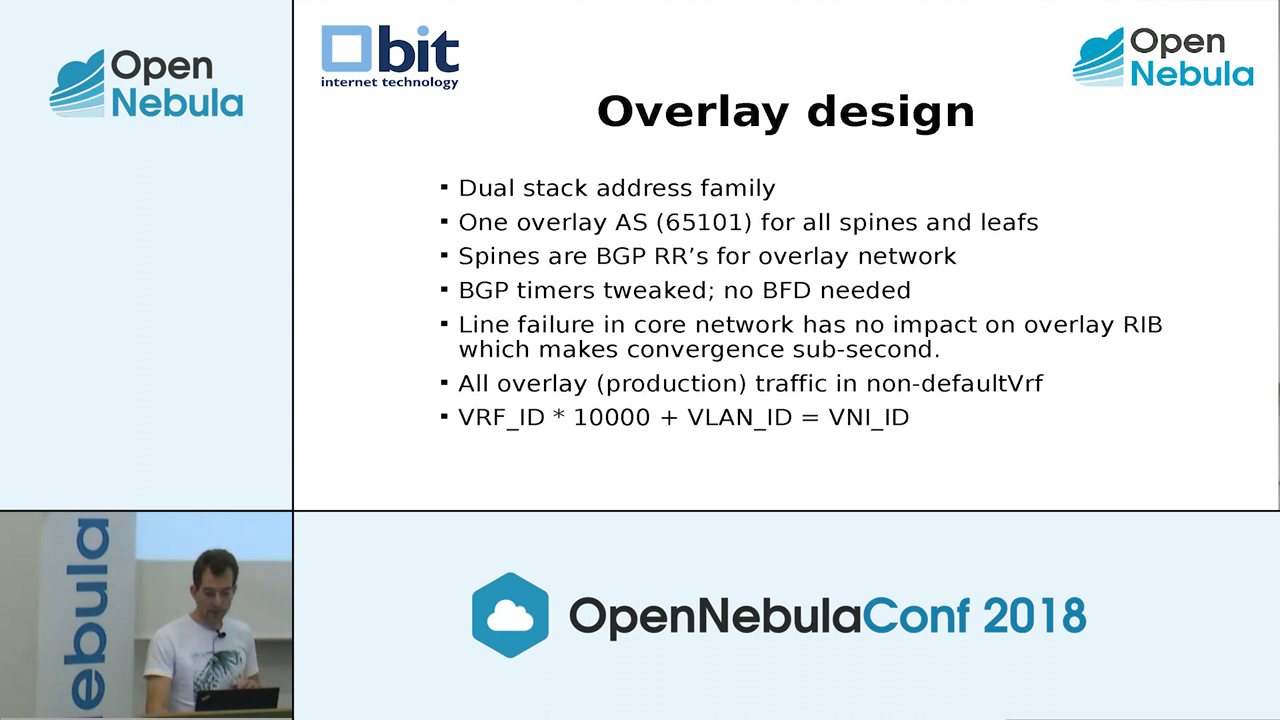 Open
Nebula
bit
internet technology
Open
Nebula
Overlay design
▪ Dual stack address family
▪ One overlay AS (65101) for all spines and leafs
▪ Spines are BGP RR’s for overlay network
▪ BGP timers tweaked; no BFD needed
▪ Line failure in core network has no impact on overlay RIB
which makes convergence sub-second.
▪ All overlay (production) traffic in non-defaultVrf
▪ VRF_ID * 10000 + VLAN_ID = VNI_ID
nebula
OpenNebulaConf 2018